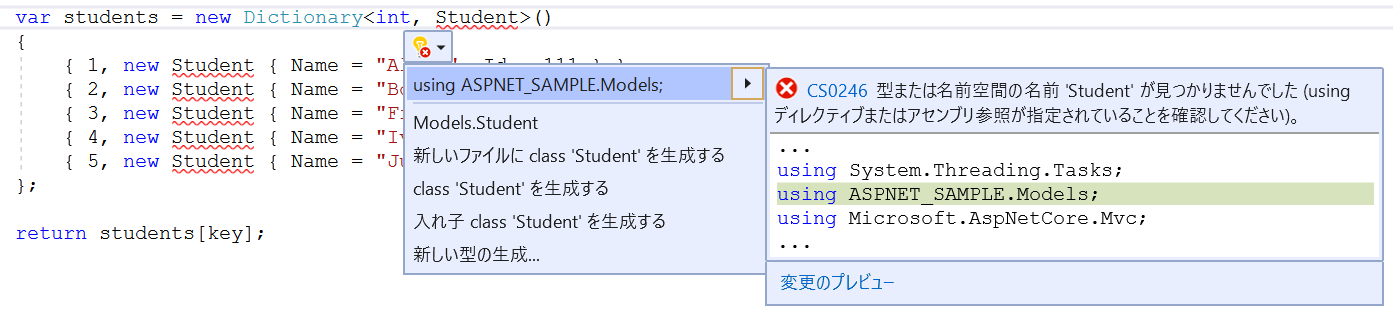 var students = new Dictionary<int, Student>()
{
{ 1, new Student { Name = "Al
{ 2, new Student { Name = "Bo
{ 3, new Student { Name = "F
{ 4, new Student { Name = "I
{ 5, new Student { Name = "Ju
};
return students[key];
using ASPNET_SAMPLE.Models;
Models.Student
新しいファイルに class 'Student' を生成する
class 'Student' を生成する
入れ子 class 'Student' を生成する
新しい型の生成...
CS0246 型または名前空間の名前 'Student' が見つかりませんでした (using
ディレクティブまたはアセンブリ参照が指定されていることを確認してください)。
...
using System.Threading.Tasks;
using ASPNET_SAMPLE.Models;
using Microsoft.AspNetCore.Mvc;
...
変更のプレビュー